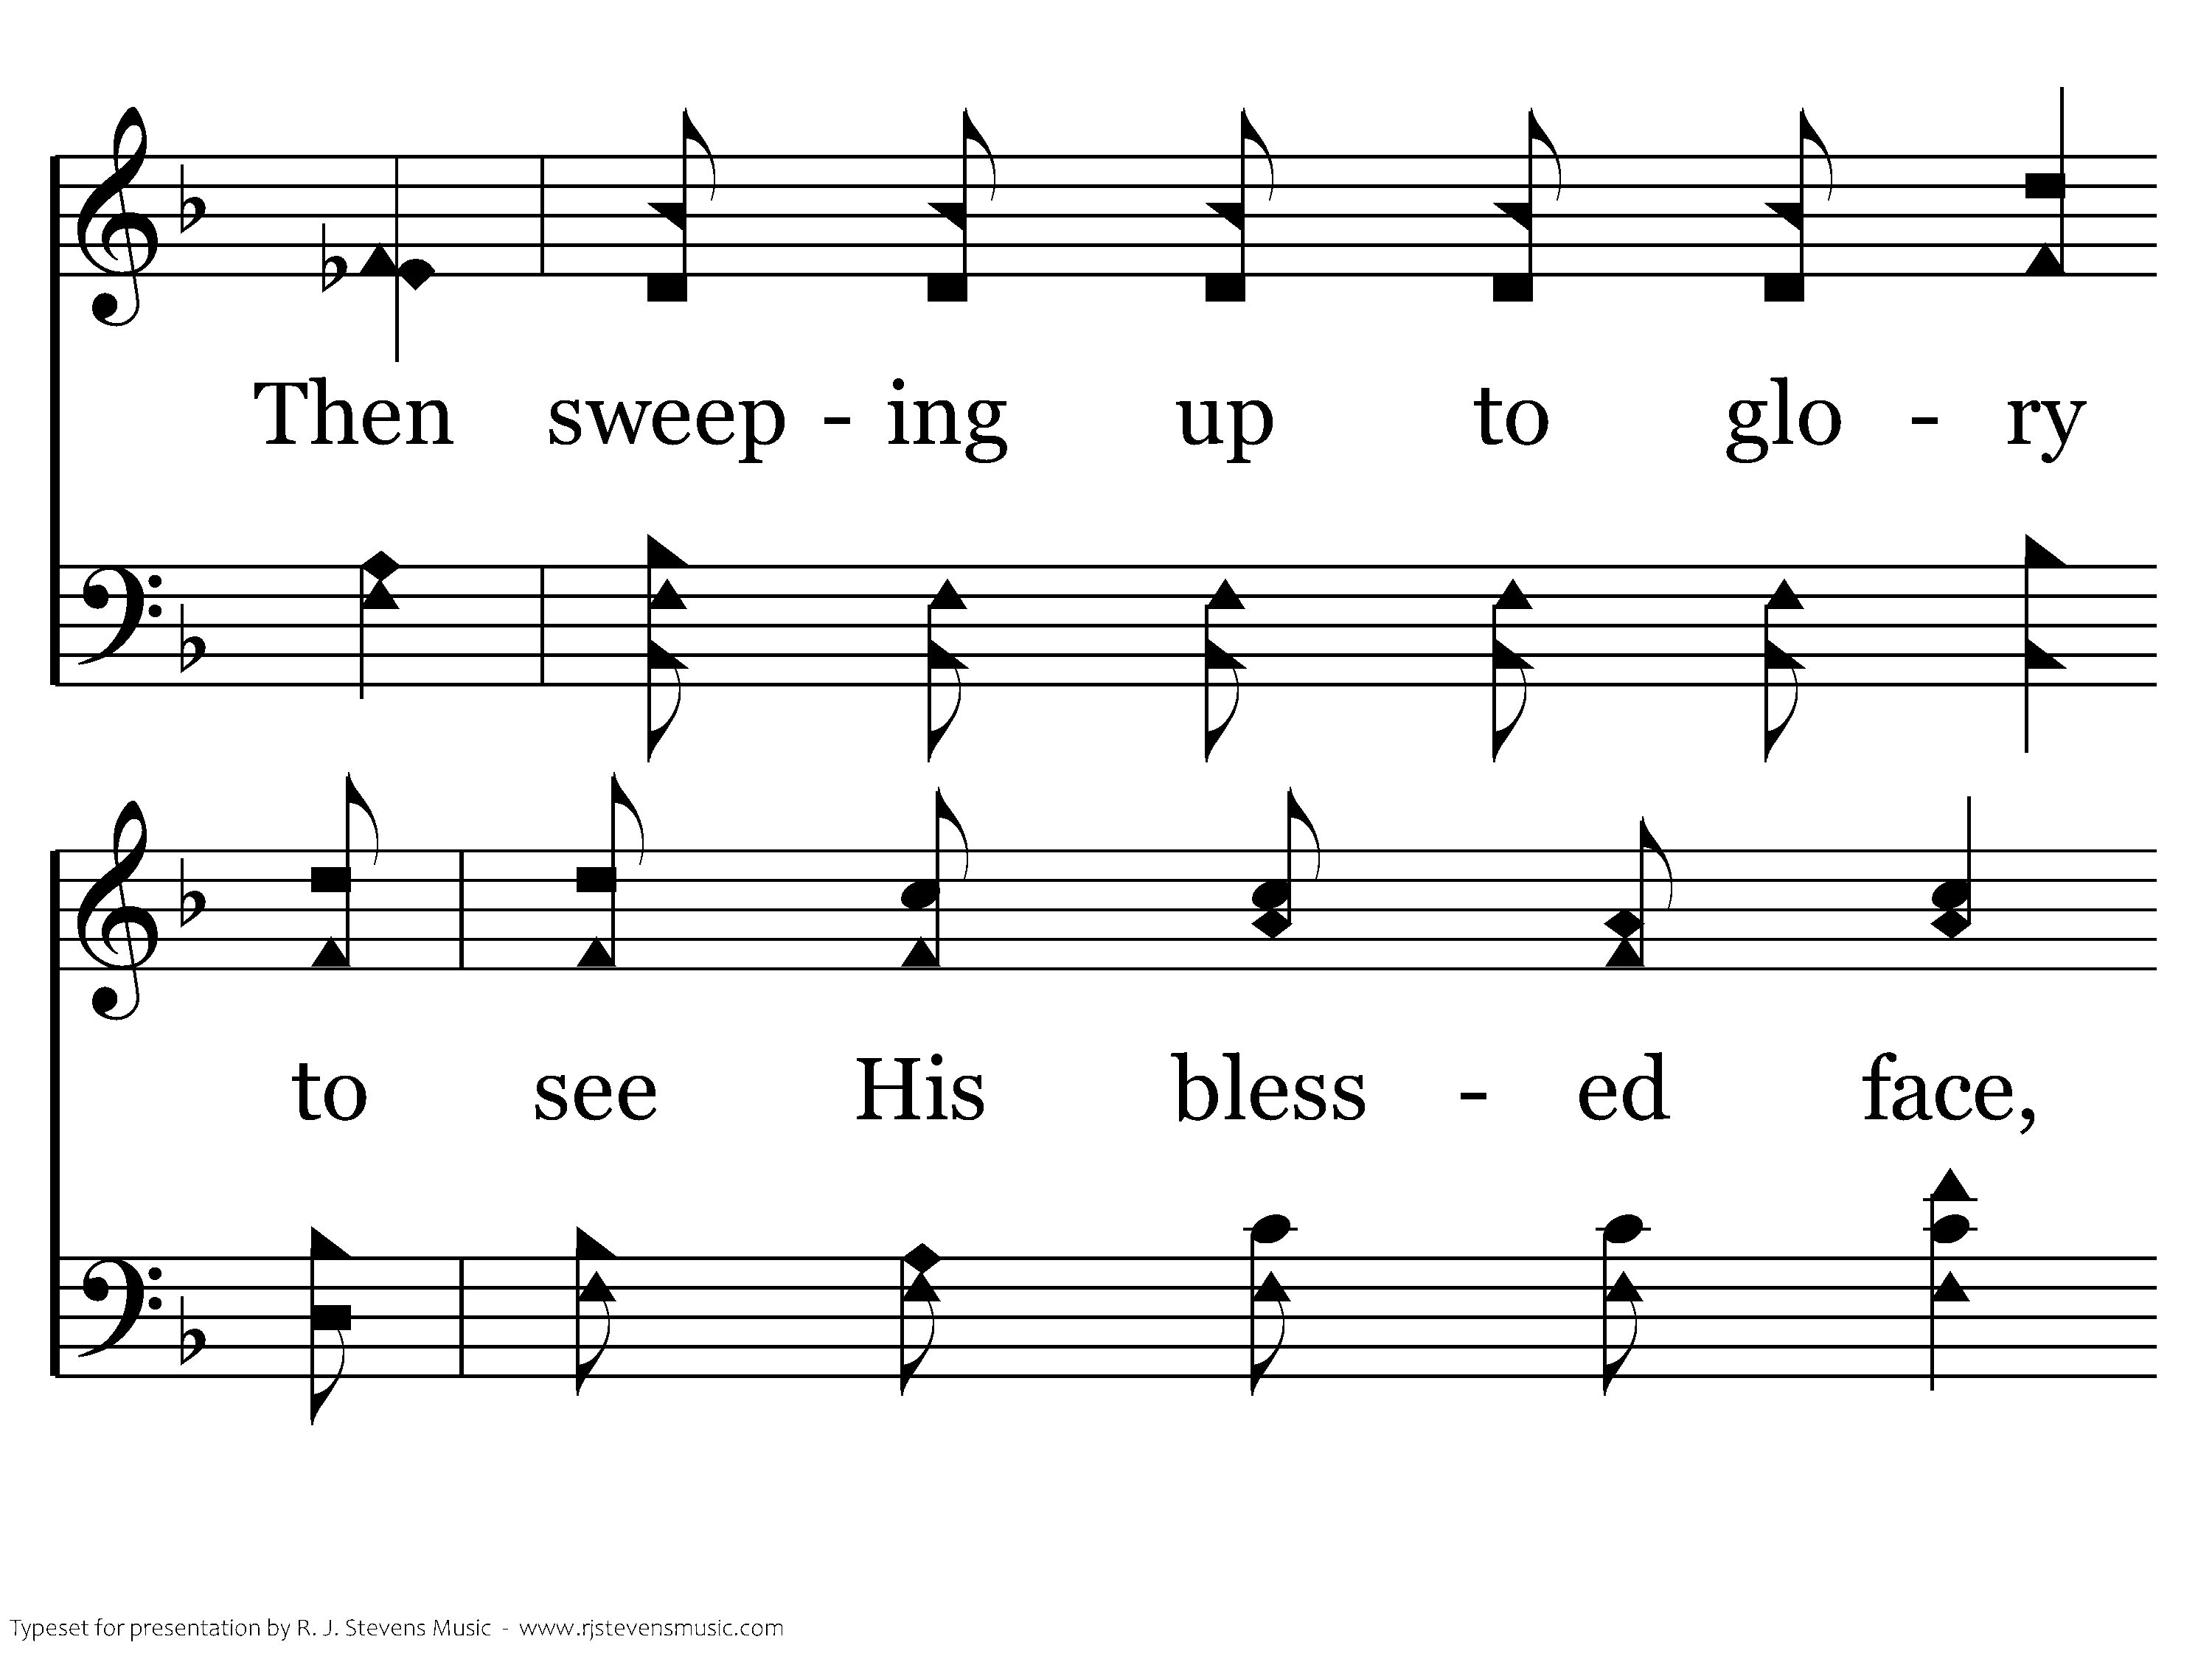 Then sweep - ing up to glo - ry
to see His bless - ed face,
Typeset for presentation by R. J. Stevens Music - www.rjstevensmusic.com